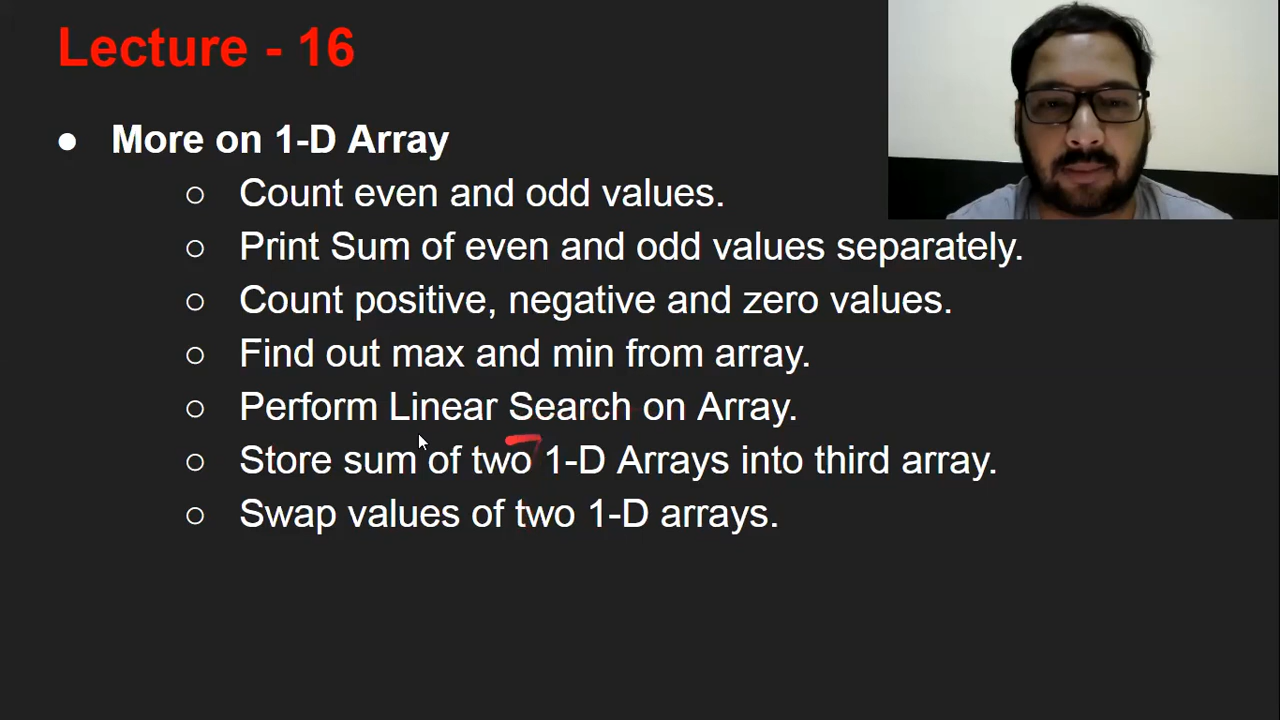 Lecture - 16
● More on 1-D Array
○ Count even and odd values.
○ Print Sum of even and odd values separately.
○ Count positive, negative and zero values.
○ Find out max and min from array.
○ Perform Linear Search on Array.
○ Store sum of two 1-D Arrays into third array.
○ Swap values of two 1-D arrays.